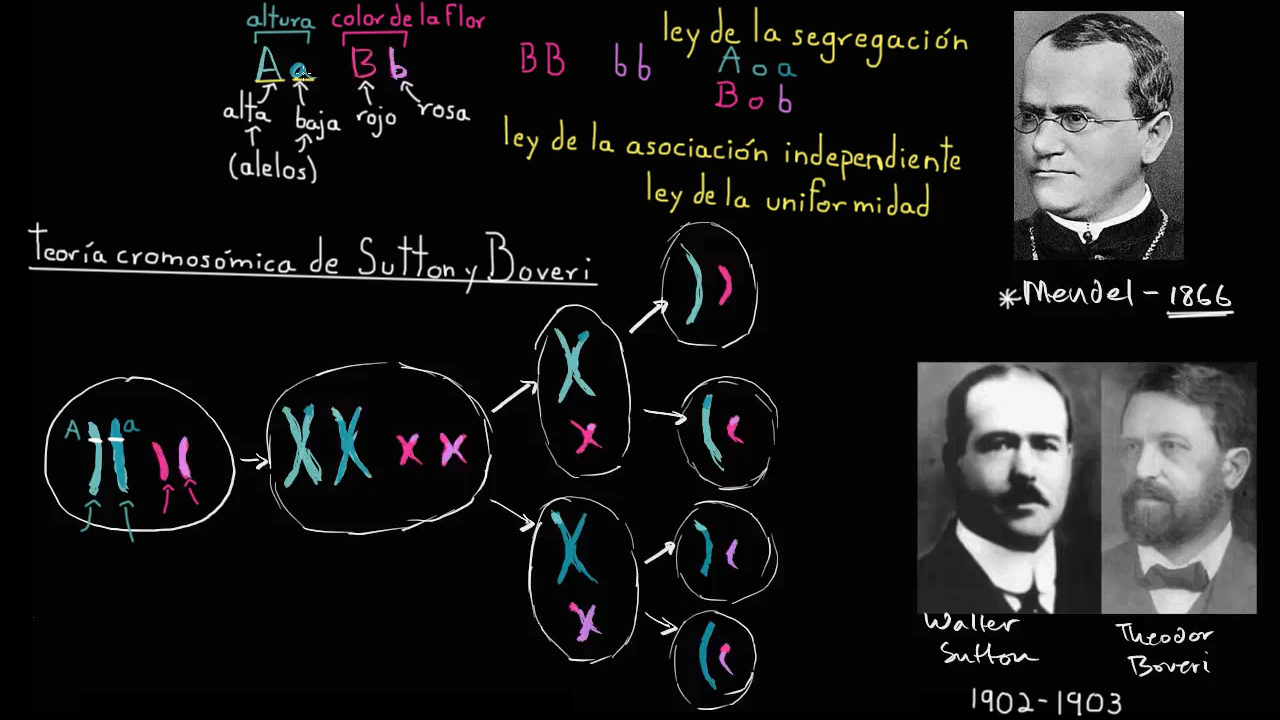 altura color de la flor
A a B b
alta baja rojo rosa
(alelos)
BB bb
ley de la segregación
A o a
B o b
ley de la asociación independiente
ley de la uniformidad
*Mendel - 1866
Teoría cromosómica de Sutton y Boveri
A a
Walter Sutton
Theodor Boveri
1902-1903